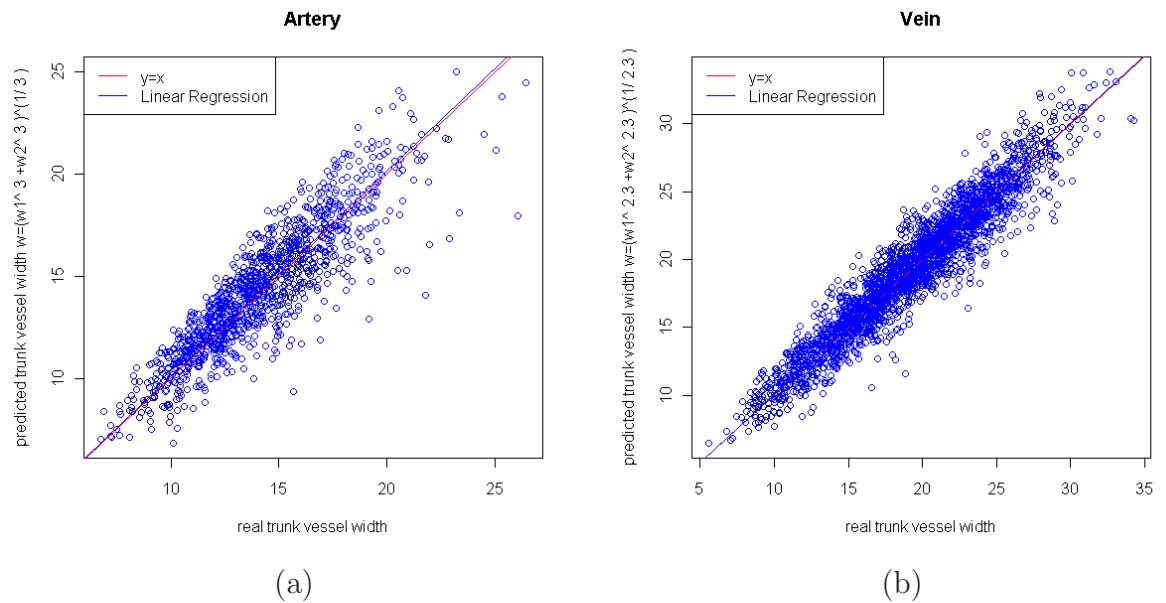 Artery
predicted trunk vessel width w=(w1^ 3 +w2^ 3 )^(1/ 3 )
25
20
15
10
y=x
Linear Regression
10 15 20 25
real trunk vessel width
(a)
Vein
predicted trunk vessel width w=(w1^ 2.3 +w2^ 2.3 )^(1/ 2.3 )
30
25
20
15
10
y=x
Linear Regression
5 10 15 20 25 30 35
real trunk vessel width
(b)